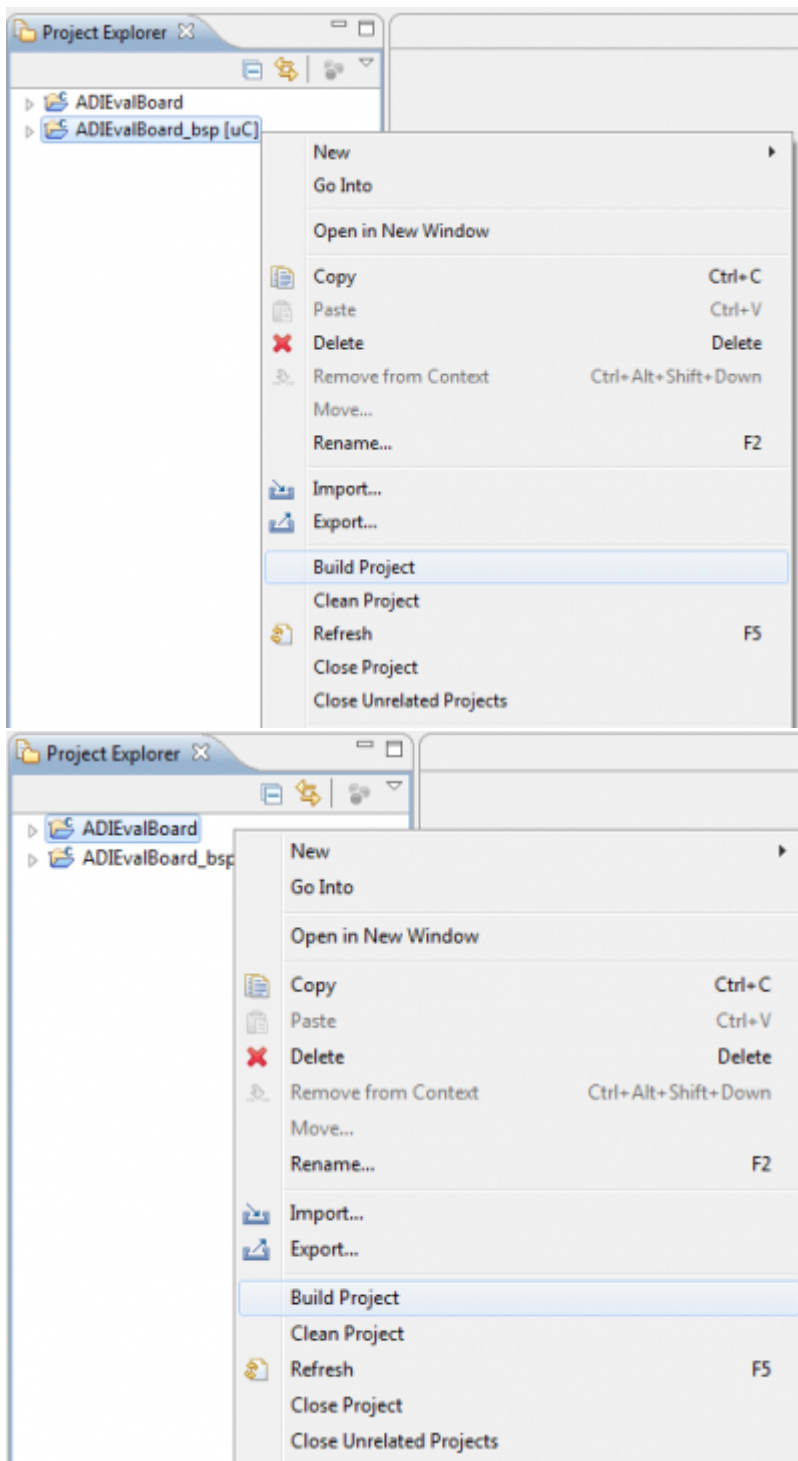 Project Explorer
ADIEvalBoard
ADIEvalBoard_bsp [uC]
New
Go Into
Open in New Window
Copy Ctrl+C
Paste Ctrl+V
Delete Delete
Remove from Context Ctrl+Alt+Shift+Down
Move...
Rename... F2
Import...
Export...
Build Project
Clean Project
Refresh F5
Close Project
Close Unrelated Projects
Project Explorer
ADIEvalBoard
ADIEvalBoard_bsp
New
Go Into
Open in New Window
Copy Ctrl+C
Paste Ctrl+V
Delete Delete
Remove from Context Ctrl+Alt+Shift+Down
Move...
Rename... F2
Import...
Export...
Build Project
Clean Project
Refresh F5
Close Project
Close Unrelated Projects